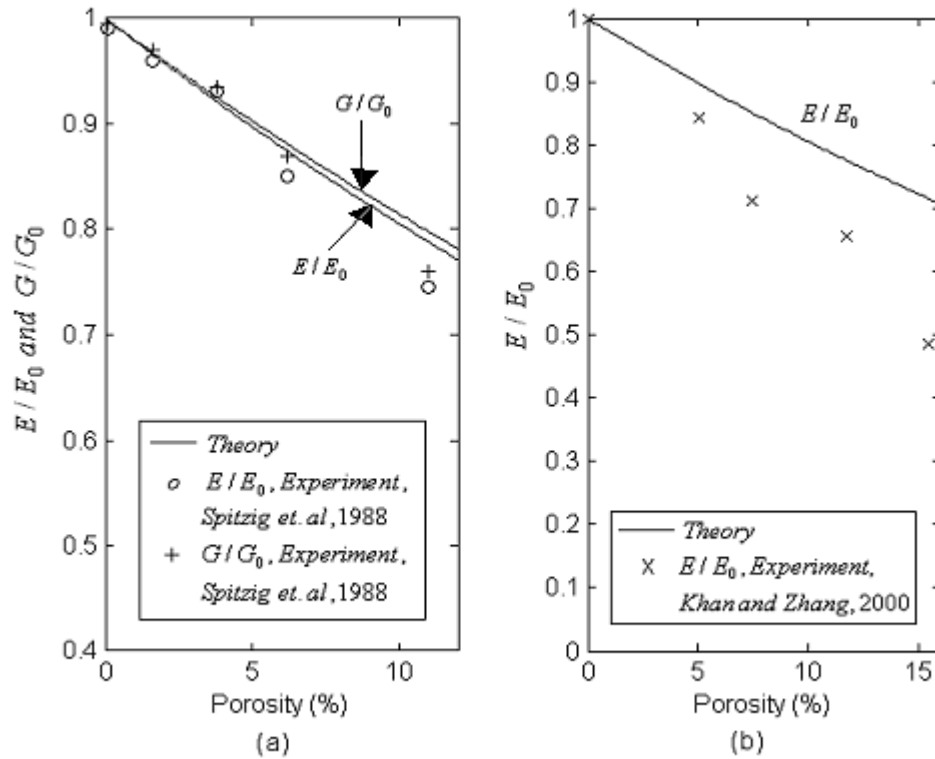 1
0.9
0.8
0.7
0.6
0.5
0.4
E / E0 and G / G0
G / G0
E / E0
Theory
E / E0 , Experiment ,
Spitzig et. al ,1988
G / G0 , Experiment ,
Spitzig et. al ,1988
0 5 10
Porosity (%)
(a)
1
0.9
0.8
0.7
0.6
0.5
0.4
0.3
0.2
0.1
0
E / E0
E / E0
Theory
E / E0 , Experiment ,
Khan and Zhang, 2000
0 5 10 15
Porosity (%)
(b)